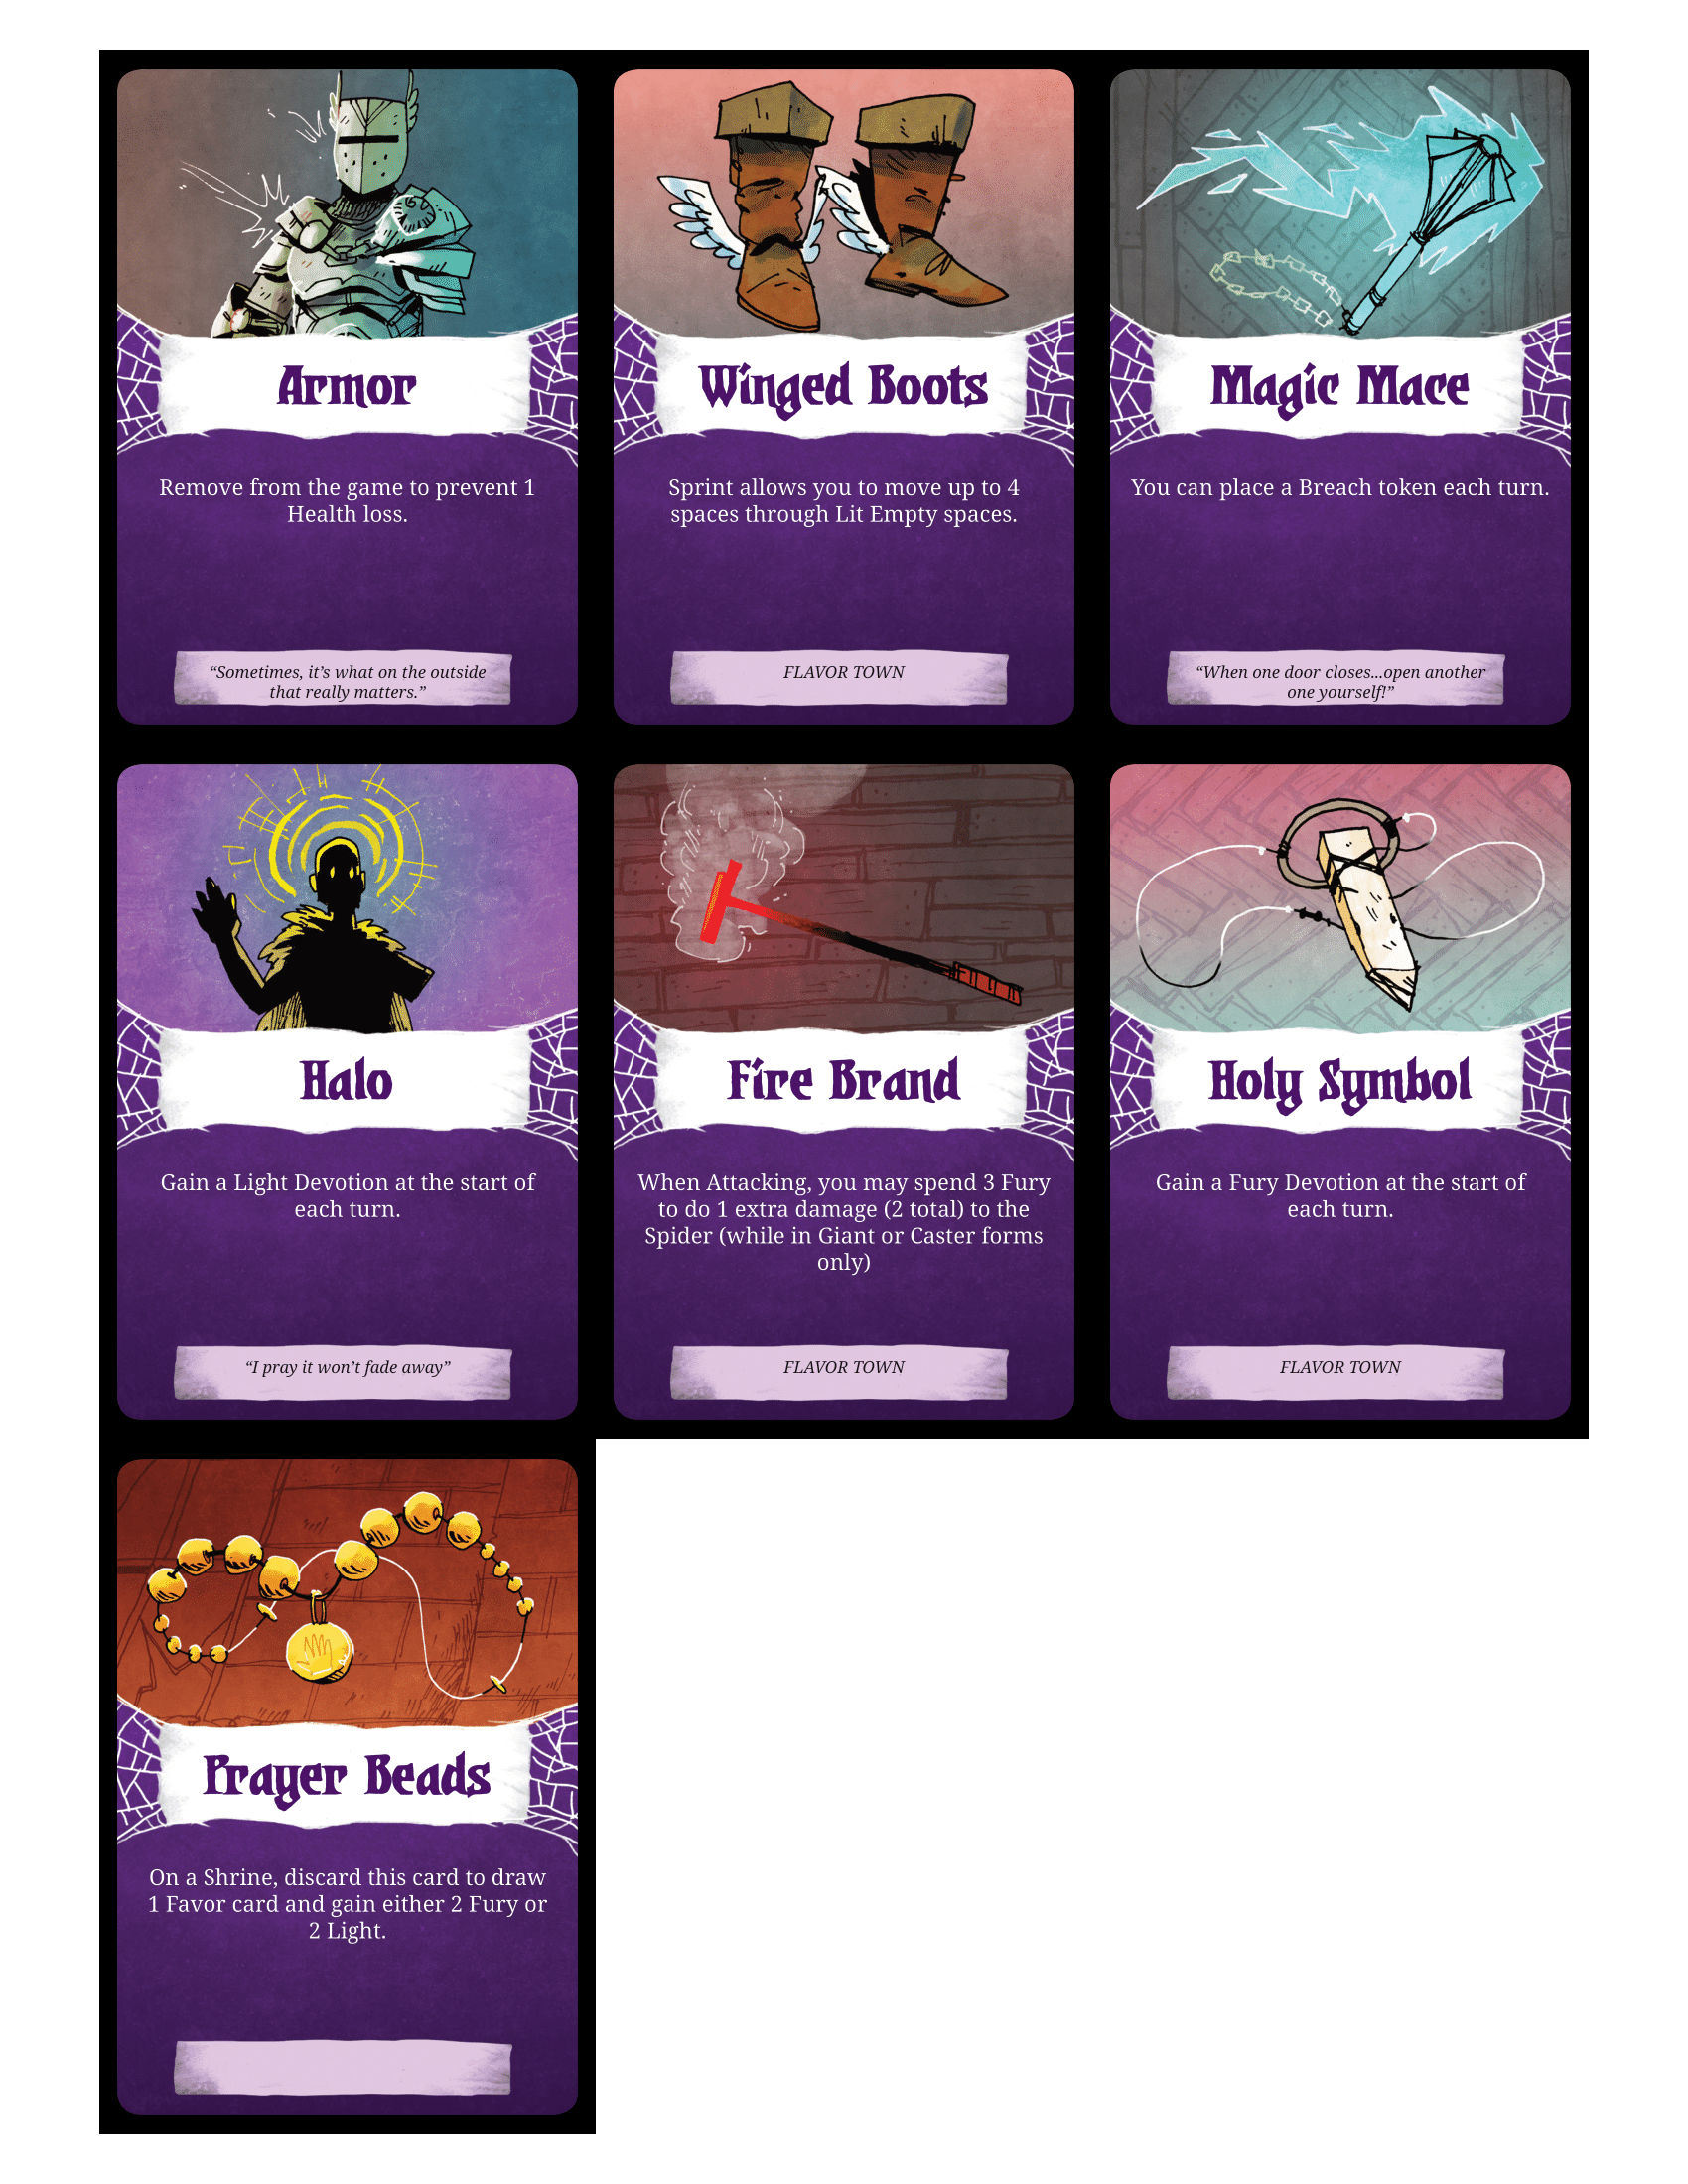 Armor
Remove from the game to prevent 1
Health loss.
“Sometimes, it’s what on the outside
that really matters.”
Winged Boots
Sprint allows you to move up to 4
spaces through Lit Empty spaces.
FLAVOR TOWN
Magic Mace
You can place a Breach token each turn.
“When one door closes...open another
one yourself!”
Halo
Gain a Light Devotion at the start of
each turn.
“I pray it won’t fade away”
Fire Brand
When Attacking, you may spend 3 Fury
to do 1 extra damage (2 total) to the
Spider (while in Giant or Caster forms
only)
FLAVOR TOWN
Holy Symbol
Gain a Fury Devotion at the start of
each turn.
FLAVOR TOWN
Prayer Beads
On a Shrine, discard this card to draw
1 Favor card and gain either 2 Fury or
2 Light.